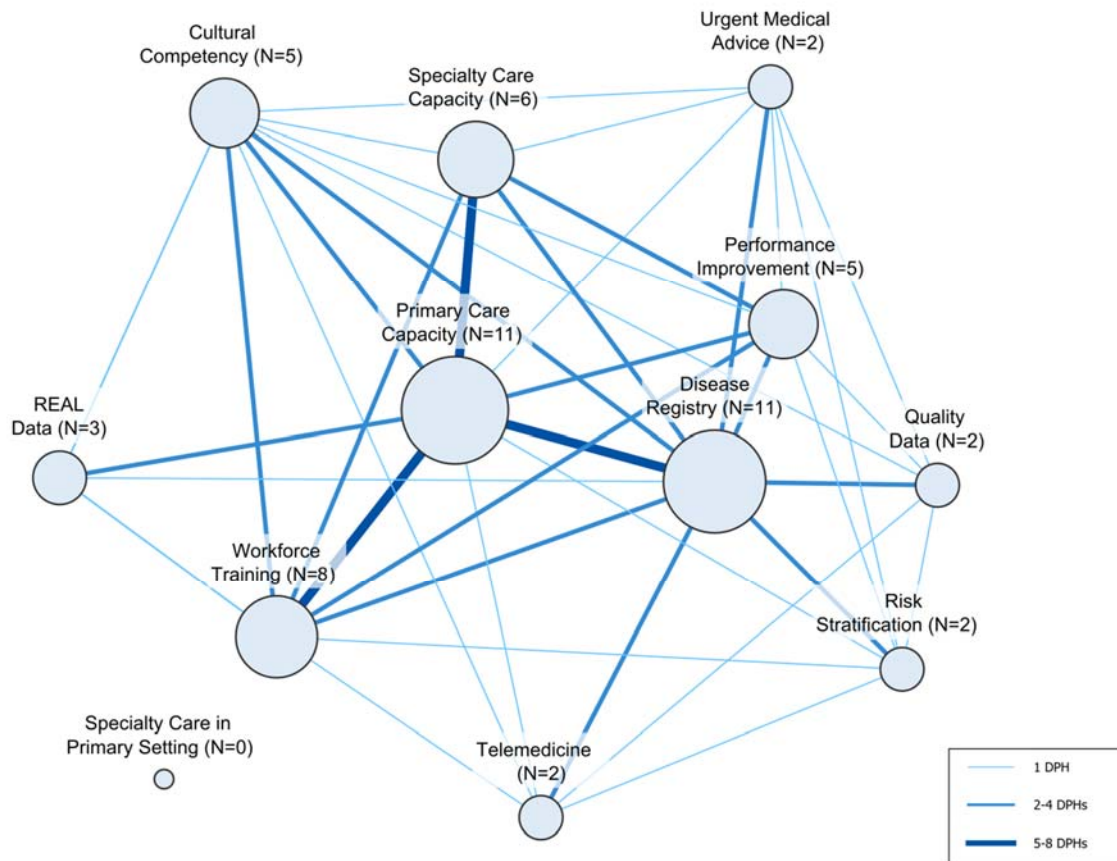 Cultural
Competency (N=5)
Urgent Medical
Advice (N=2)
Specialty Care
Capacity (N=6)
Performance
Improvement (N=5)
Primary Care
Capacity (N=11)
Disease
Registry (N=11)
REAL
Data (N=3)
Quality
Data (N=2)
Workforce
Training (N=8)
Risk
Stratification (N=2)
Specialty Care in
Primary Setting (N=0)
Telemedicine
(N=2)
1 DPH
2-4 DPHs
5-8 DPHs